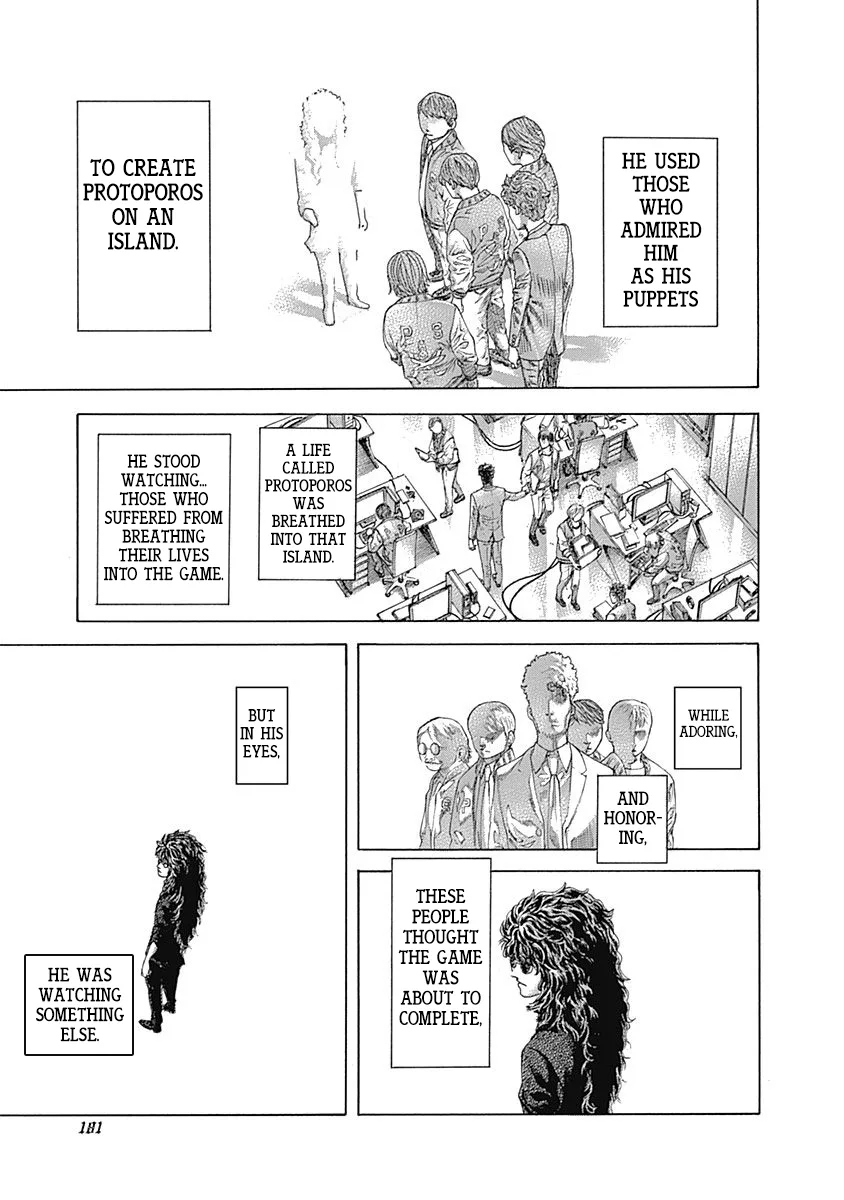 HE USED
THOSE
WHO
ADMIRED
HIM
AS HIS
PUPPETS
TO CREATE
PROTOPOROS
ON AN
ISLAND.
A LIFE
CALLED
PROTOPOROS
WAS
BREATHED
INTO THAT
ISLAND.
HE STOOD
WATCHING...
THOSE WHO
SUFFERED FROM
BREATHING
THEIR LIVES
INTO THE GAME.
WHILE
ADORING,
AND
HONOR-
ING,
THESE
PEOPLE
THOUGHT
THE GAME
WAS
ABOUT TO
COMPLETE,
BUT
IN HIS
EYES,
HE WAS
WATCHING
SOMETHING
ELSE.
181